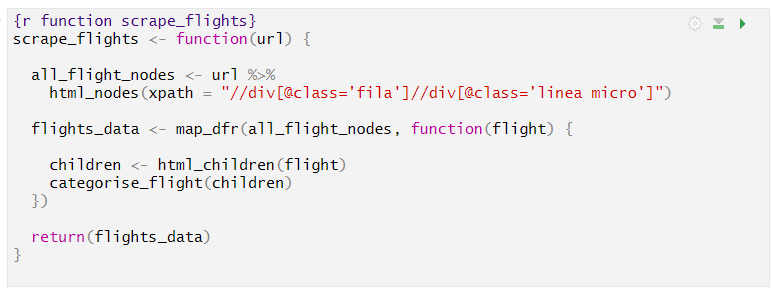 {r function scrape_flights}
scrape_flights <- function(url) {
all_flight_nodes <- url %>%
html_nodes(xpath = "//div[@class='fila']//div[@class='linea micro']")
flights_data <- map_dfr(all_flight_nodes, function(flight) {
children <- html_children(flight)
categorise_flight(children)
})
return(flights_data)
}